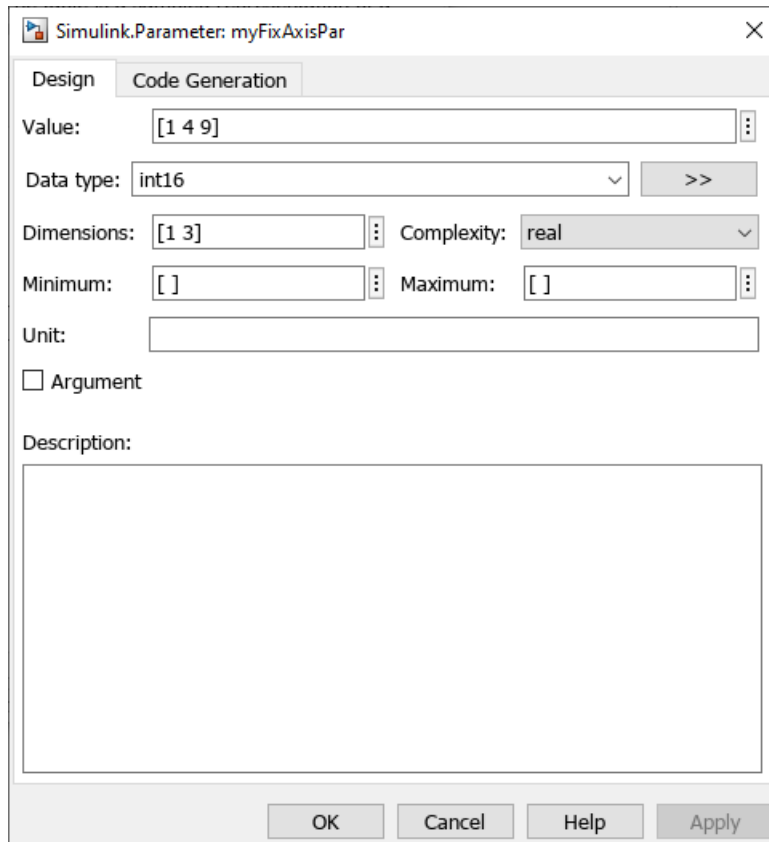 Simulink.Parameter: myFixAxisPar
Design Code Generation
Value: [1 4 9]
Data type: int16 >>
Dimensions: [1 3] Complexity: real
Minimum: [ ] Maximum: [ ]
Unit:
Argument
Description:
OK Cancel Help Apply